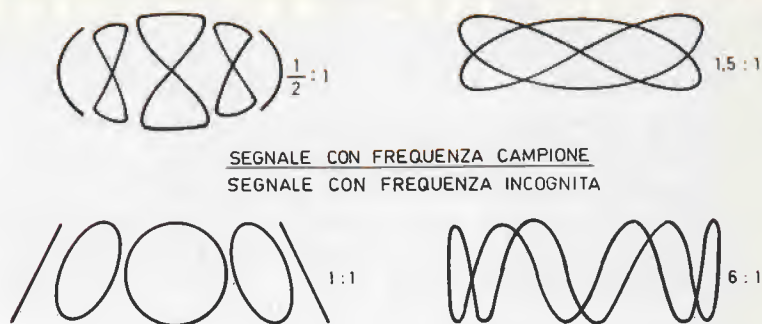 1/2 : 1
1,5 : 1
SEGNALE CON FREQUENZA CAMPIONE
SEGNALE CON FREQUENZA INCOGNITA
1 : 1
6 : 1